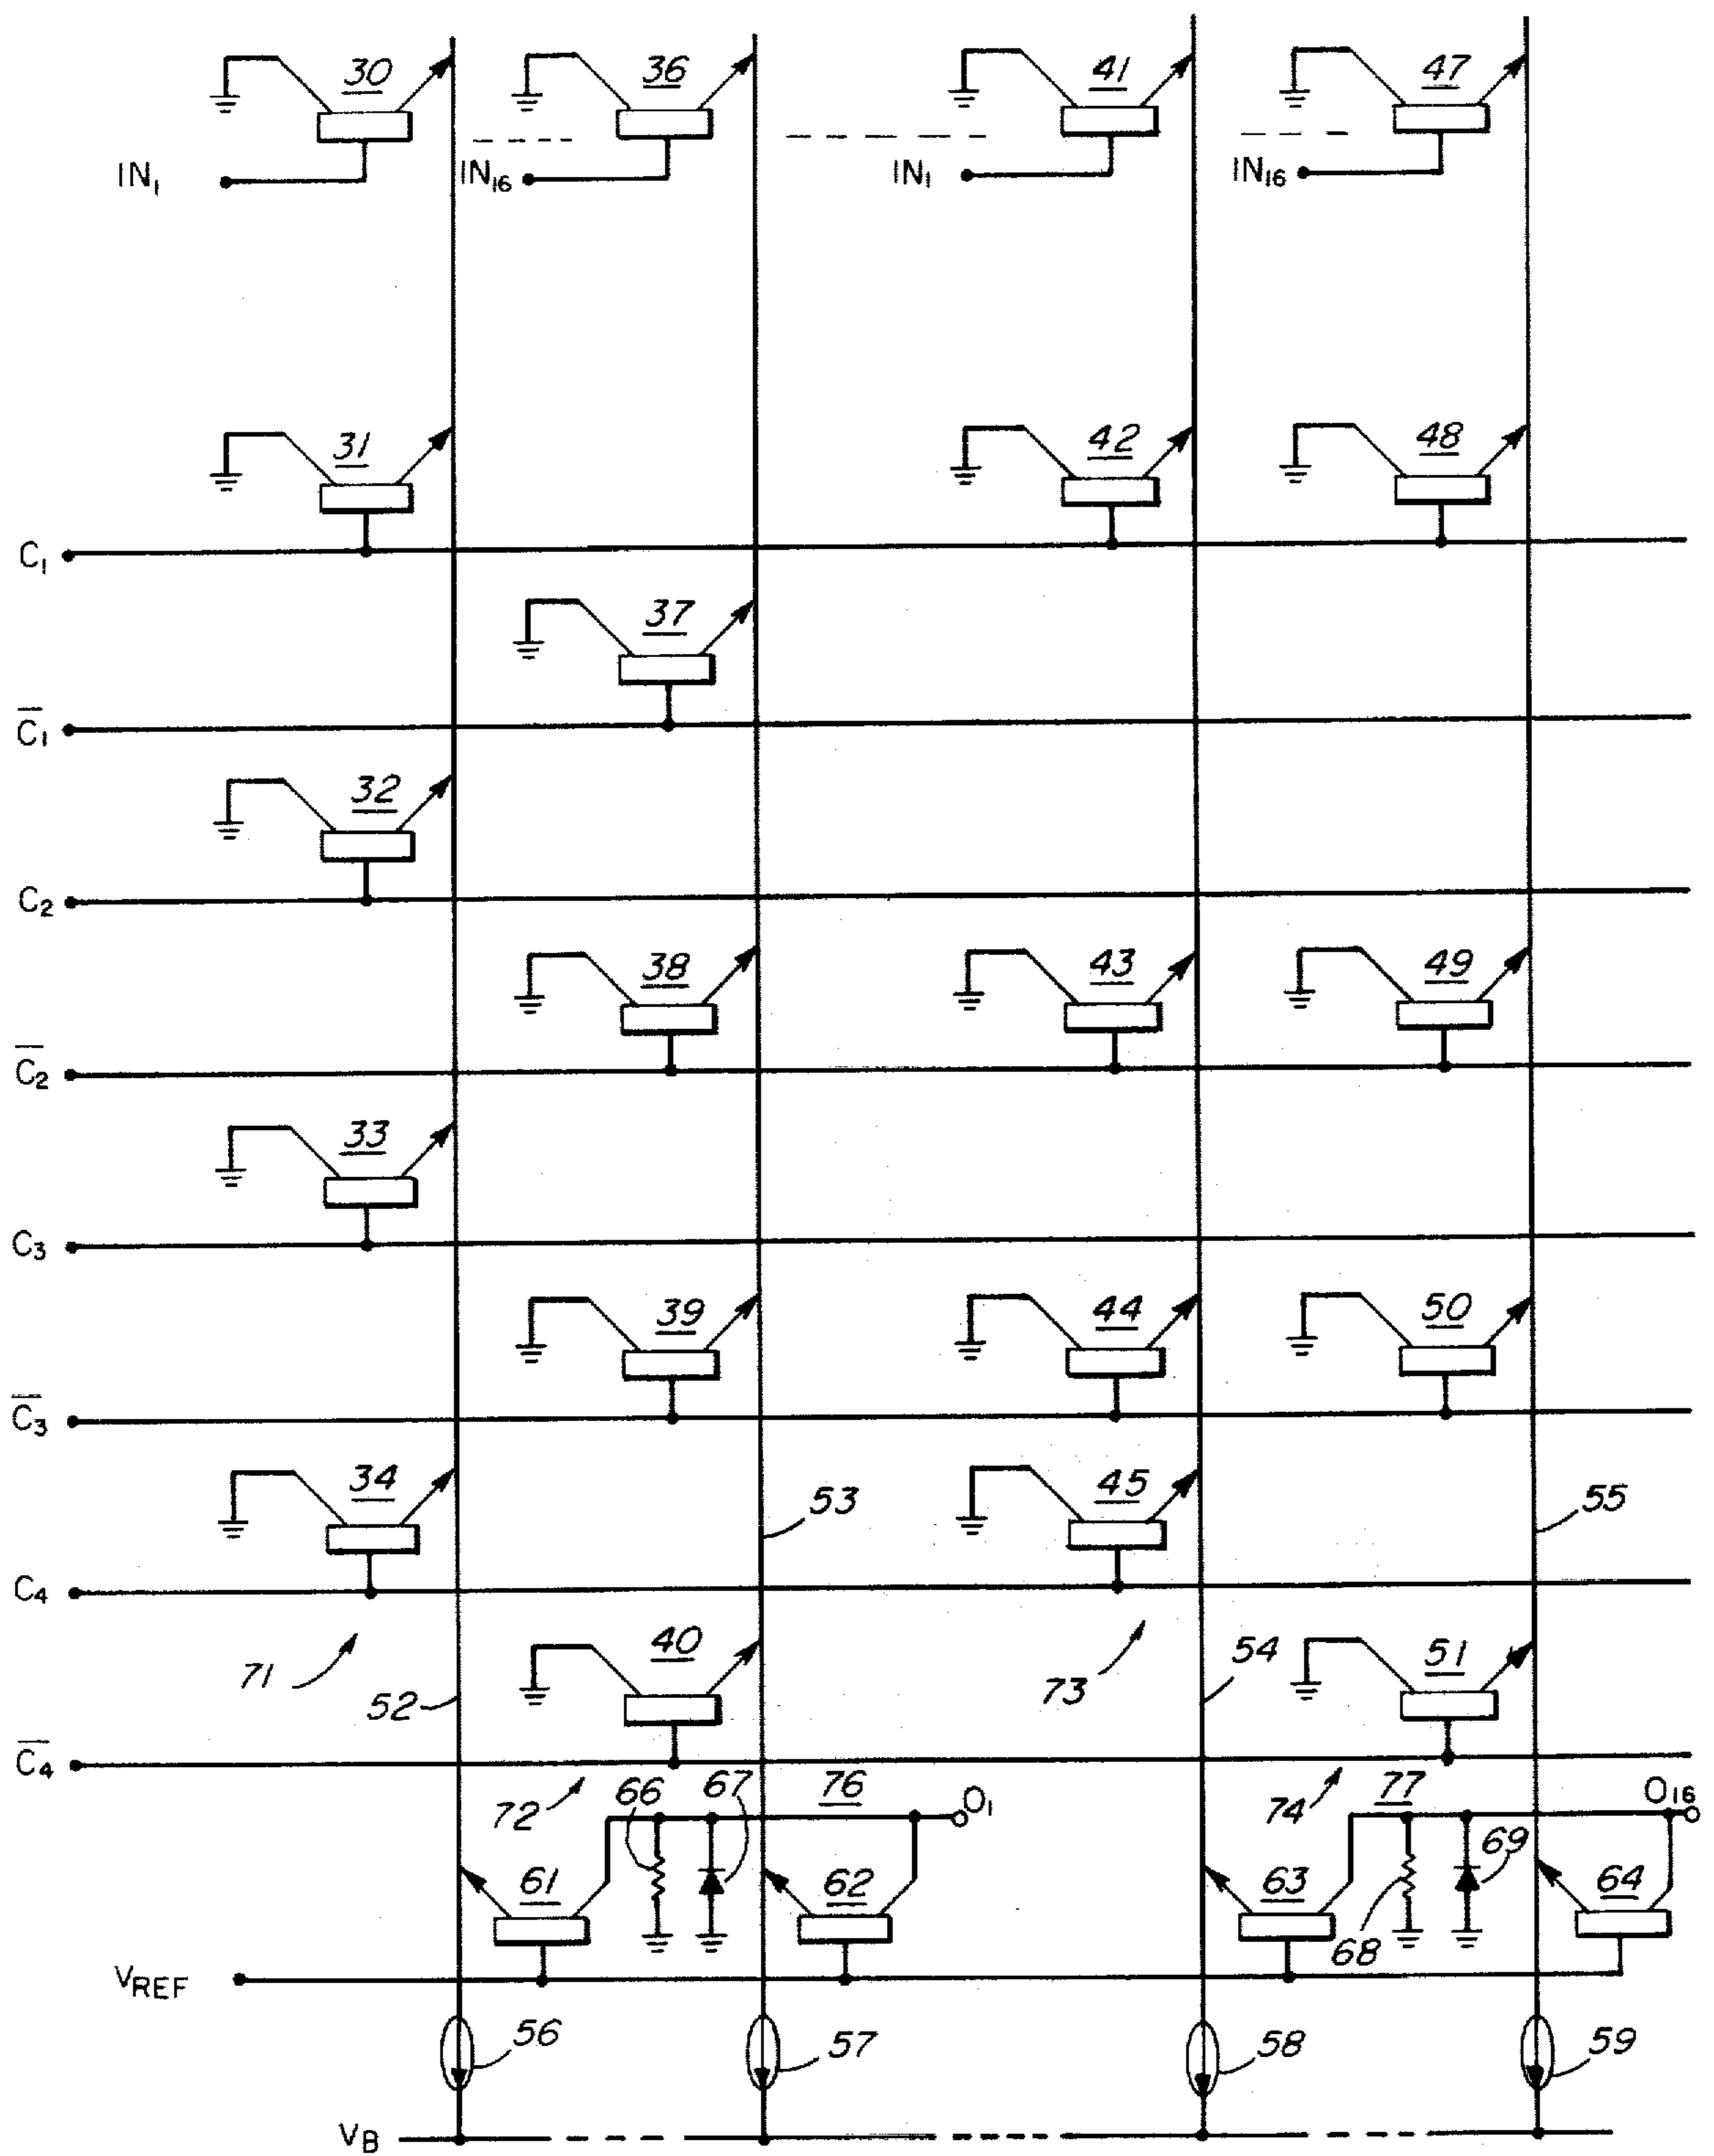 30 36 41 47
IN₁ IN₁₆ IN₁ IN₁₆
31 42 48
C₁
37
C̅₁
32
C₂
38 43 49
C̅₂
33
C₃
39 44 50
C̅₃
34 45
53 55
C₄
40 51
71 52 73 54
C̅₄
72 66 67 76 O₁ 74 77 O₁₆
61 62 63 68 69 64
V_REF
56 57 58 59
V_B